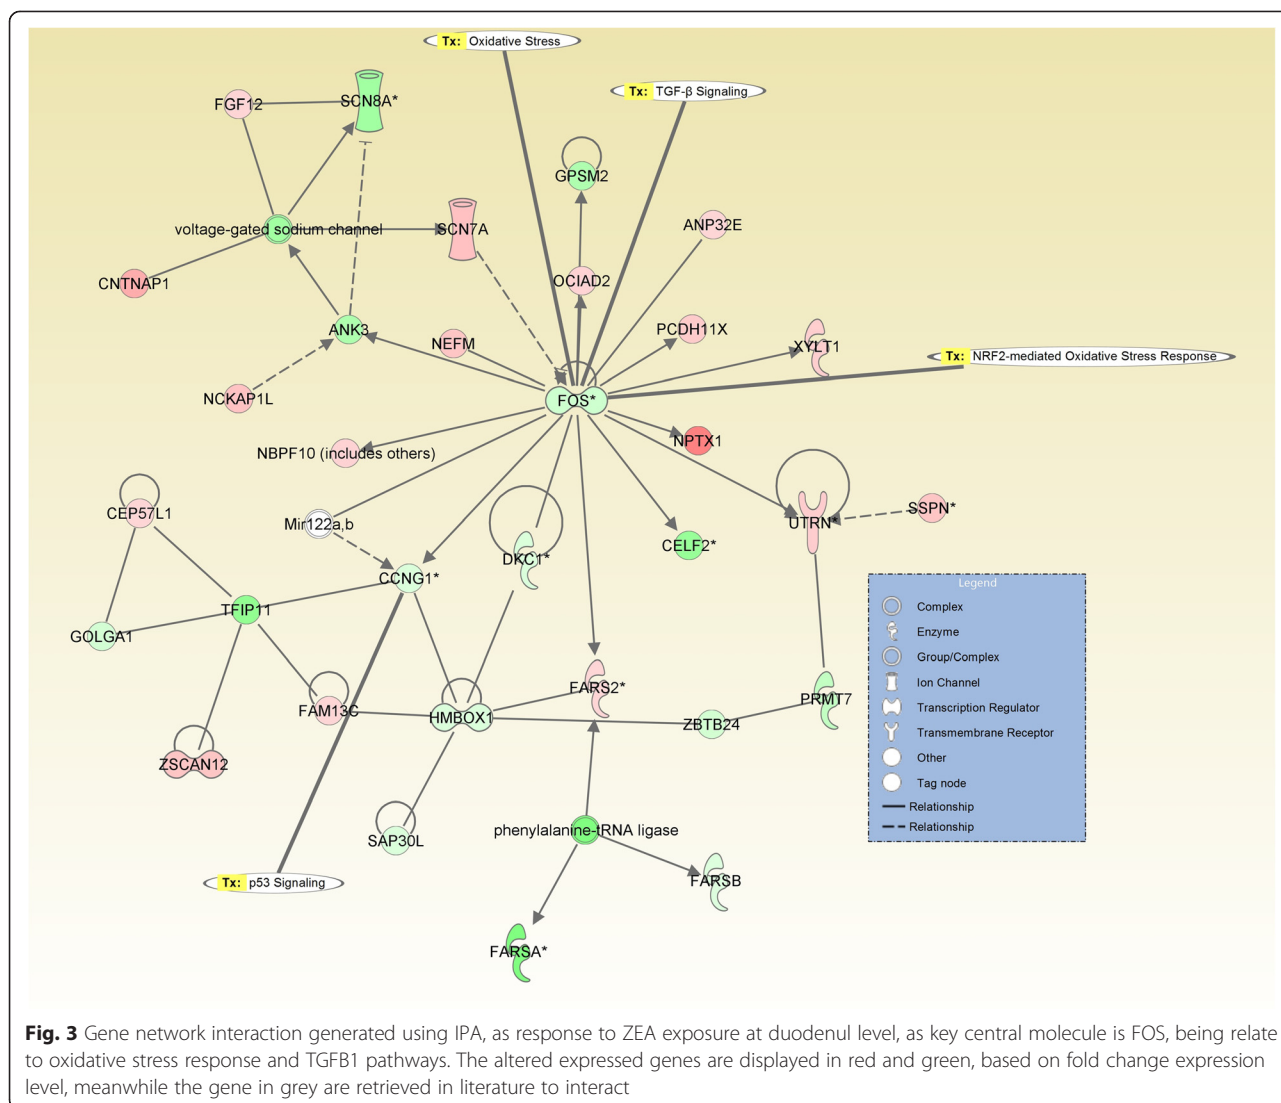 Tx: Oxidative Stress
Tx: TGF-β Signaling
FGF12
SCN8A*
GPSM2
voltage-gated sodium channel
SCN7A
ANP32E
CNTNAP1
OCIAD2
ANK3
NEFM
PCDH11X
XYLT1
Tx: NRF2-mediated Oxidative Stress Response
NCKAP1L
FOS*
NBPF10 (includes others)
NPTX1
CEP57L1
Mir122a,b
UTRN*
SSPN*
CELF2*
DKC1*
CCNG1*
TFIP11
GOLGA1
FARS2*
PRMT7
FAM13C
HMBOX1
ZBTB24
ZSCAN12
SAP30L
phenylalanine-tRNA ligase
Tx: p53 Signaling
FARSB
FARSA*
Legend
Complex
Enzyme
Group/Complex
Ion Channel
Transcription Regulator
Transmembrane Receptor
Other
Tag node
Relationship
Relationship
Fig. 3 Gene network interaction generated using IPA, as response to ZEA exposure at duodenul level, as key central molecule is FOS, being relate
to oxidative stress response and TGFB1 pathways. The altered expressed genes are displayed in red and green, based on fold change expression
level, meanwhile the gene in grey are retrieved in literature to interact